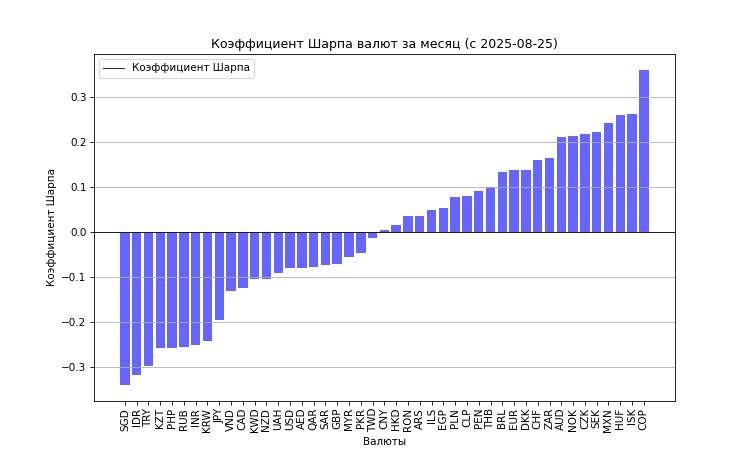 Коэффициент Шарпа валют за месяц (с 2025-08-25)
Коэффициент Шарпа
0.3
0.2
0.1
0.0
−0.1
−0.2
−0.3
Коэффициент Шарпа
SGD IDR TRY KZT PHP RUB INR KRW JPY VND CAD KWD NZD UAH USD AED QAR SAR GBP MYR PKR TWD CNY HKD RON ARS ILS EGP PLN CLP PEN THB BRL EUR DKK CHF ZAR AUD NOK CZK SEK MXN HUF ISK COP
Валюты